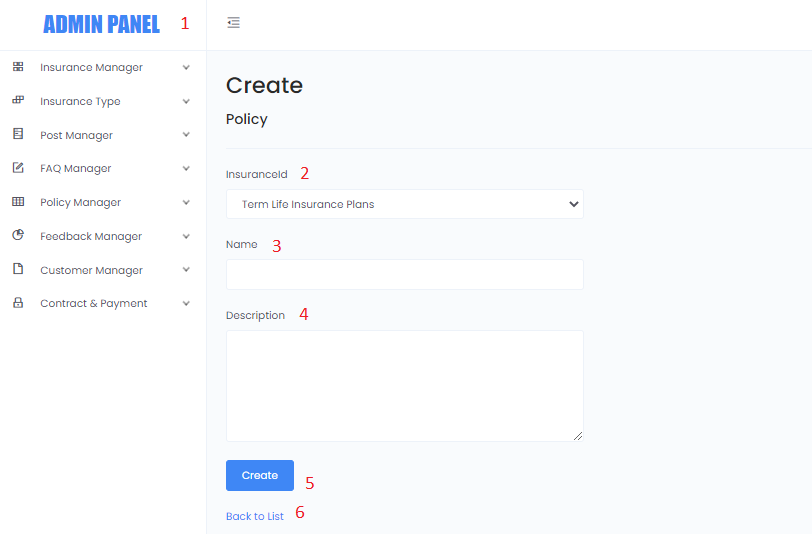 ADMIN PANEL 1
Insurance Manager
Insurance Type
Post Manager
FAQ Manager
Policy Manager
Feedback Manager
Customer Manager
Contract & Payment
Create
Policy
InsuranceId 2
Term Life Insurance Plans
Name 3
Description 4
Create 5
Back to List 6